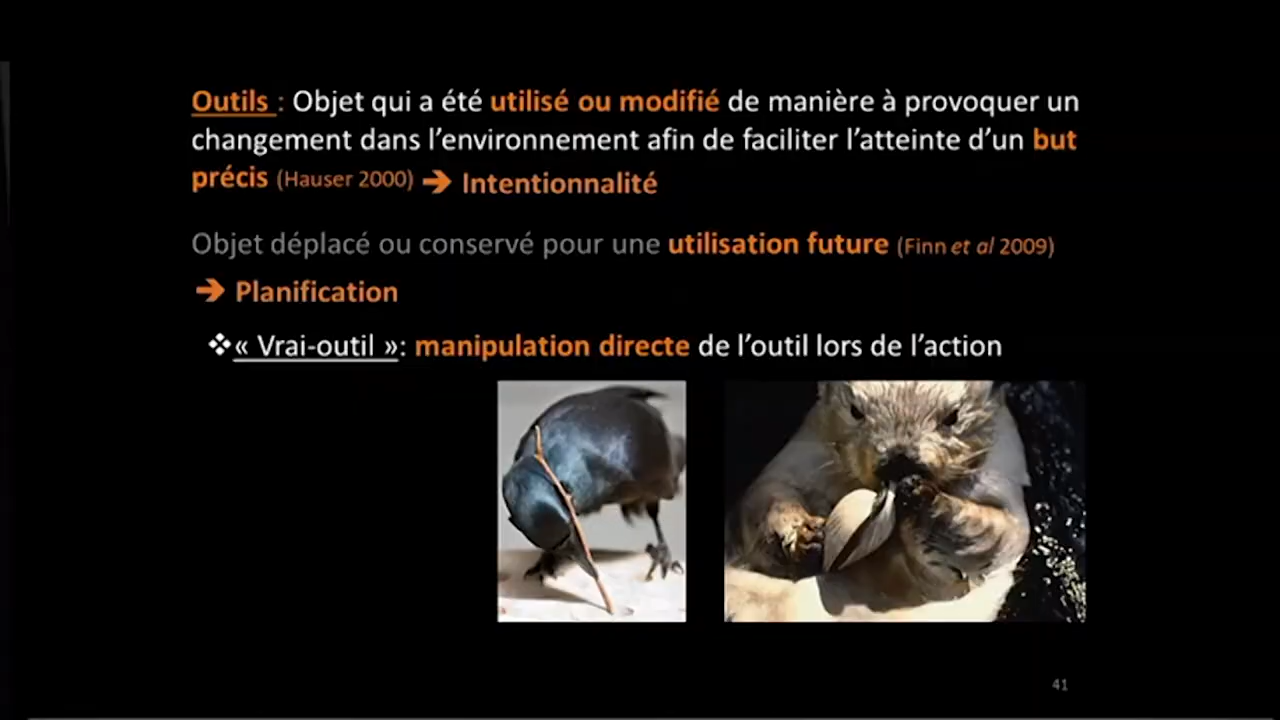 Outils : Objet qui a été utilisé ou modifié de manière à provoquer un
changement dans l'environnement afin de faciliter l'atteinte d'un but
précis (Hauser 2000) ➔ Intentionnalité
Objet déplacé ou conservé pour une utilisation future (Finn et al 2009)
➔ Planification
❖« Vrai-outil »: manipulation directe de l'outil lors de l'action
41